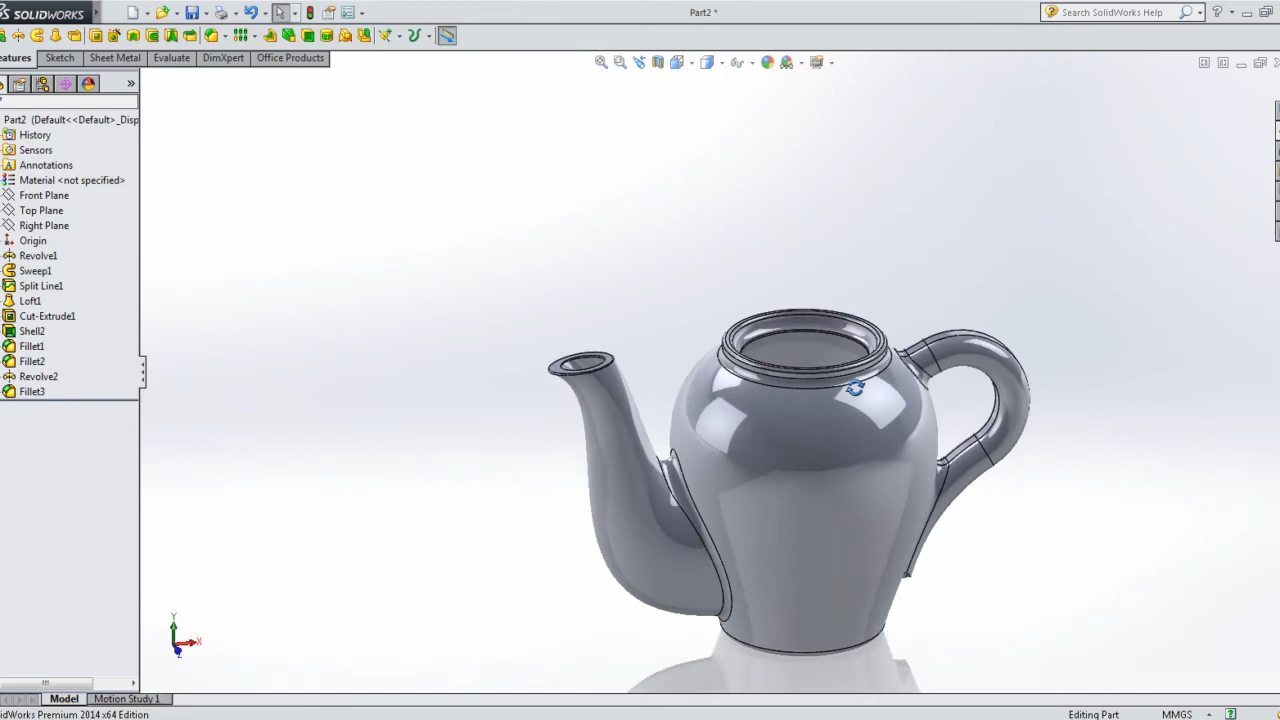 SOLIDWORKS
Part2 *
Search SolidWorks Help
eatures
Sketch
Sheet Metal
Evaluate
DimXpert
Office Products
»
Part2 (Default<<Default>_Disp
History
Sensors
Annotations
Material <not specified>
Front Plane
Top Plane
Right Plane
Origin
Revolve1
Sweep1
Split Line1
Loft1
Cut-Extrude1
Shell2
Fillet1
Fillet2
Revolve2
Fillet3
Y
X
Z
Model
Motion Study 1
idWorks Premium 2014 x64 Edition
Editing Part
MMGS